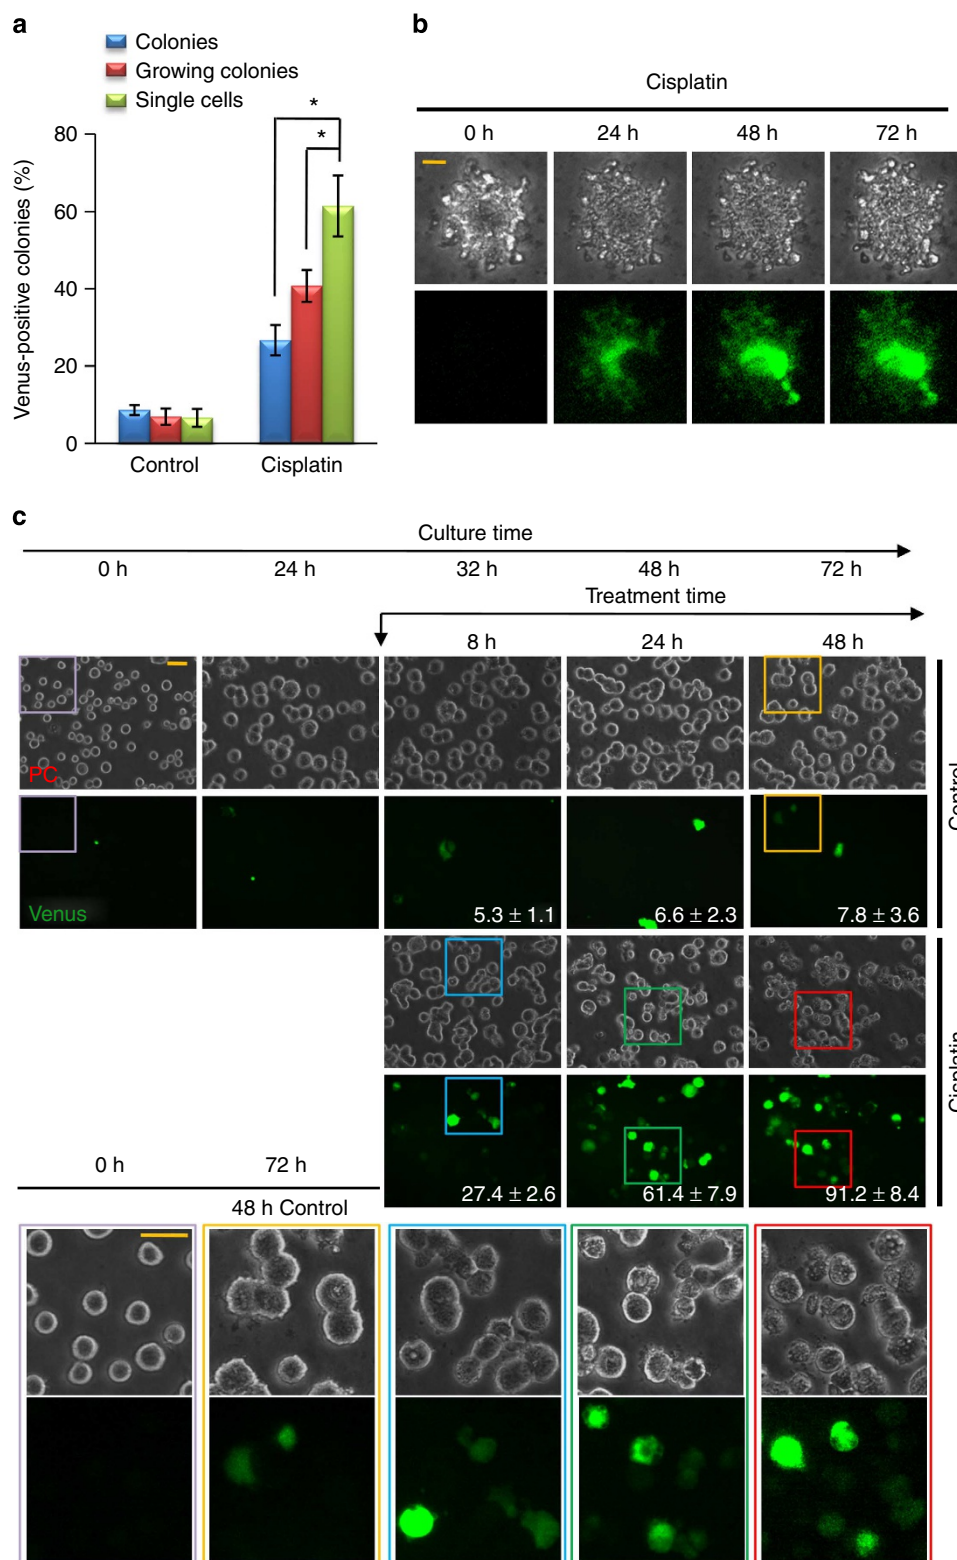 a
Colonies
Growing colonies
Single cells
*
*
Venus-positive colonies (%)
80
60
40
20
0
Control
Cisplatin
b
Cisplatin
0 h 24 h 48 h 72 h
c
Culture time
0 h 24 h 32 h 48 h 72 h
Treatment time
8 h 24 h 48 h
PC
Control
Venus
5.3 ± 1.1 6.6 ± 2.3 7.8 ± 3.6
Cisplatin
27.4 ± 2.6 61.4 ± 7.9 91.2 ± 8.4
0 h 72 h
48 h Control